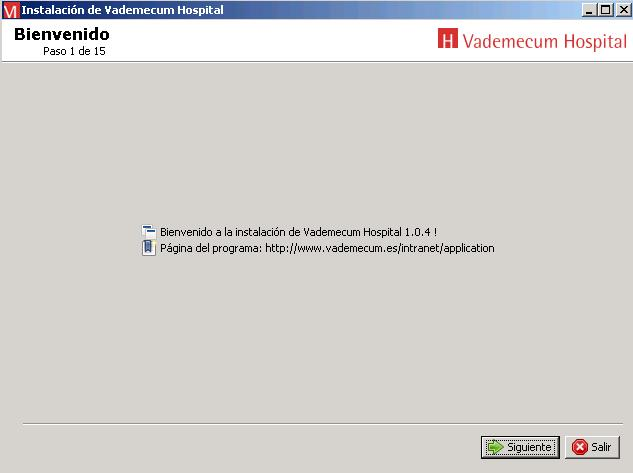 Instalación de Vademecum Hospital
Bienvenido
Paso 1 de 15
H Vademecum Hospital
Bienvenido a la instalación de Vademecum Hospital 1.0.4 !
Página del programa: http://www.vademecum.es/intranet/application
Siguiente
Salir